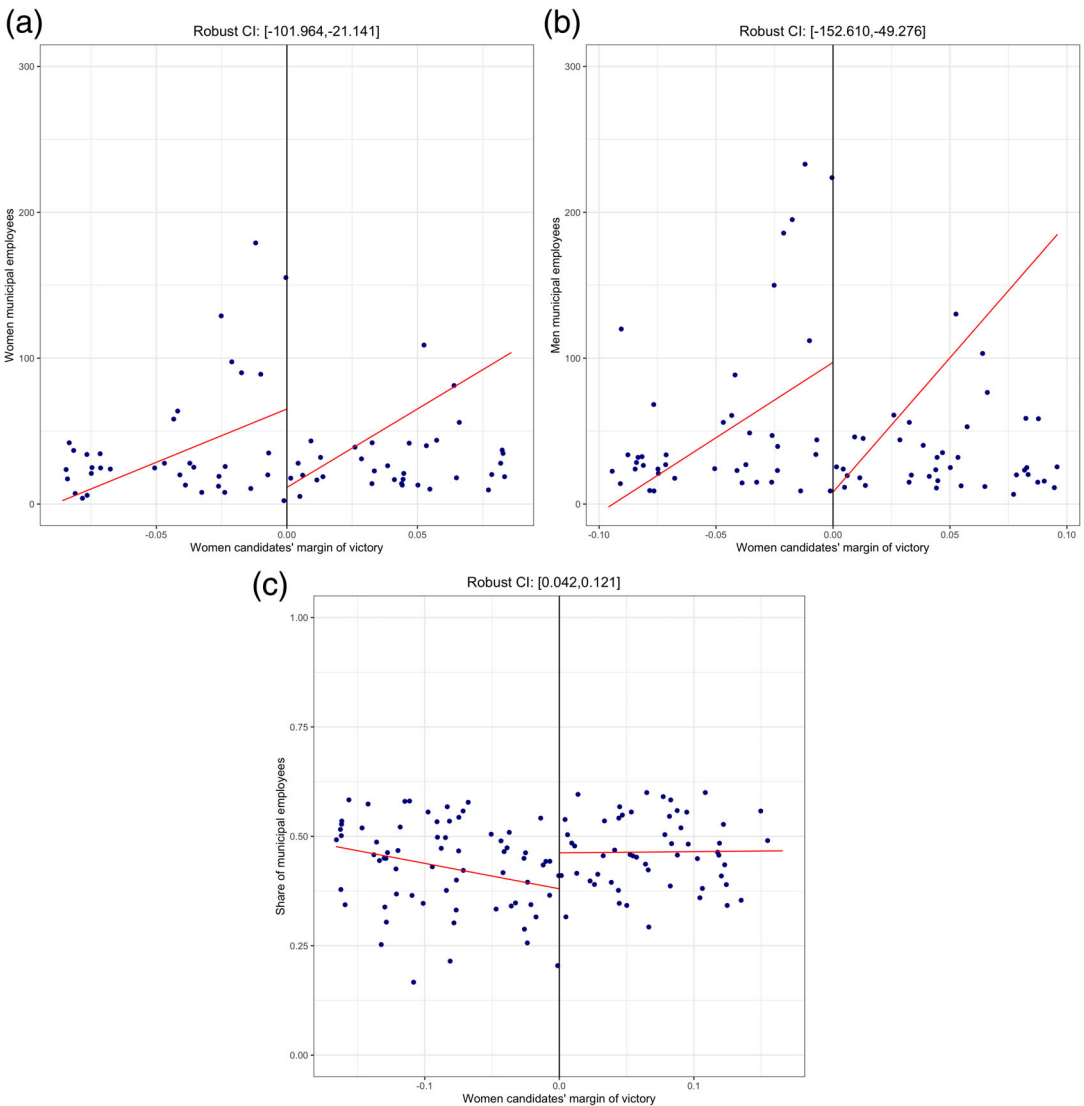 (a)
Robust CI: [-101.964,-21.141]
300
200
100
0
Women municipal employees
-0.05
0.00
0.05
Women candidates' margin of victory
(b)
Robust CI: [-152.610,-49.276]
300
200
100
0
Men municipal employees
-0.10
-0.05
0.00
0.05
0.10
Women candidates' margin of victory
(c)
Robust CI: [0.042,0.121]
1.00
0.75
0.50
0.25
0.00
Share of municipal employees
-0.1
0.0
0.1
Women candidates' margin of victory